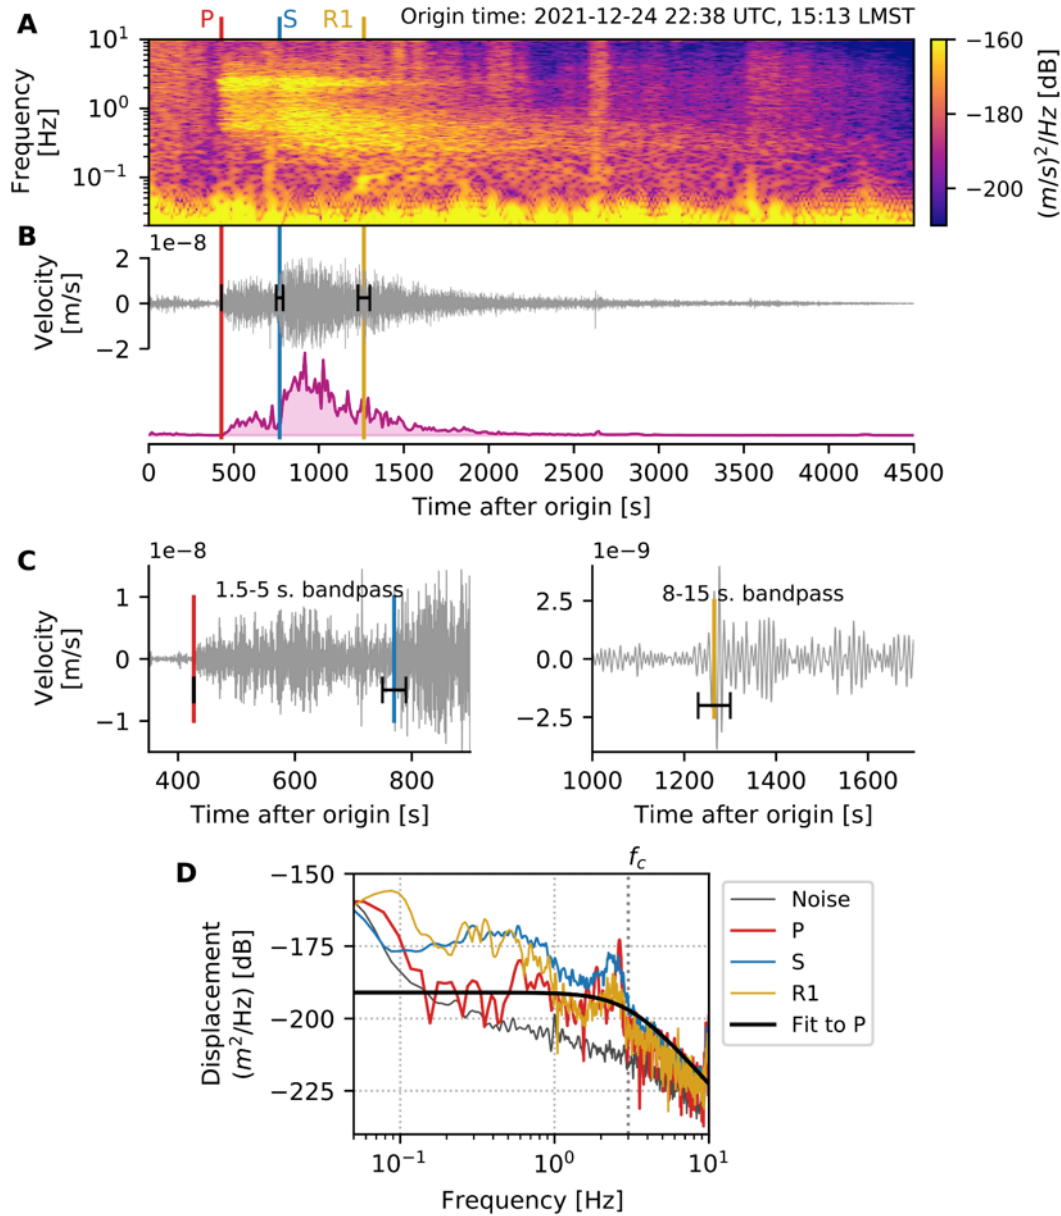 A
P
S
R1
Origin time: 2021-12-24 22:38 UTC, 15:13 LMST
Frequency
[Hz]
10^1
10^0
10^-1
−160
−180
−200
(m/s)^2/Hz [dB]
B
1e−8
Velocity
[m/s]
2
0
−2
0 500 1000 1500 2000 2500 3000 3500 4000 4500
Time after origin [s]
C
1e−8
1.5-5 s. bandpass
Velocity
[m/s]
1
0
−1
400 600 800
Time after origin [s]
1e−9
8-15 s. bandpass
2.5
0.0
−2.5
1000 1200 1400 1600
Time after origin [s]
D
f_c
Displacement
(m^2/Hz) [dB]
−150
−175
−200
−225
10^-1 10^0 10^1
Frequency [Hz]
Noise
P
S
R1
Fit to P